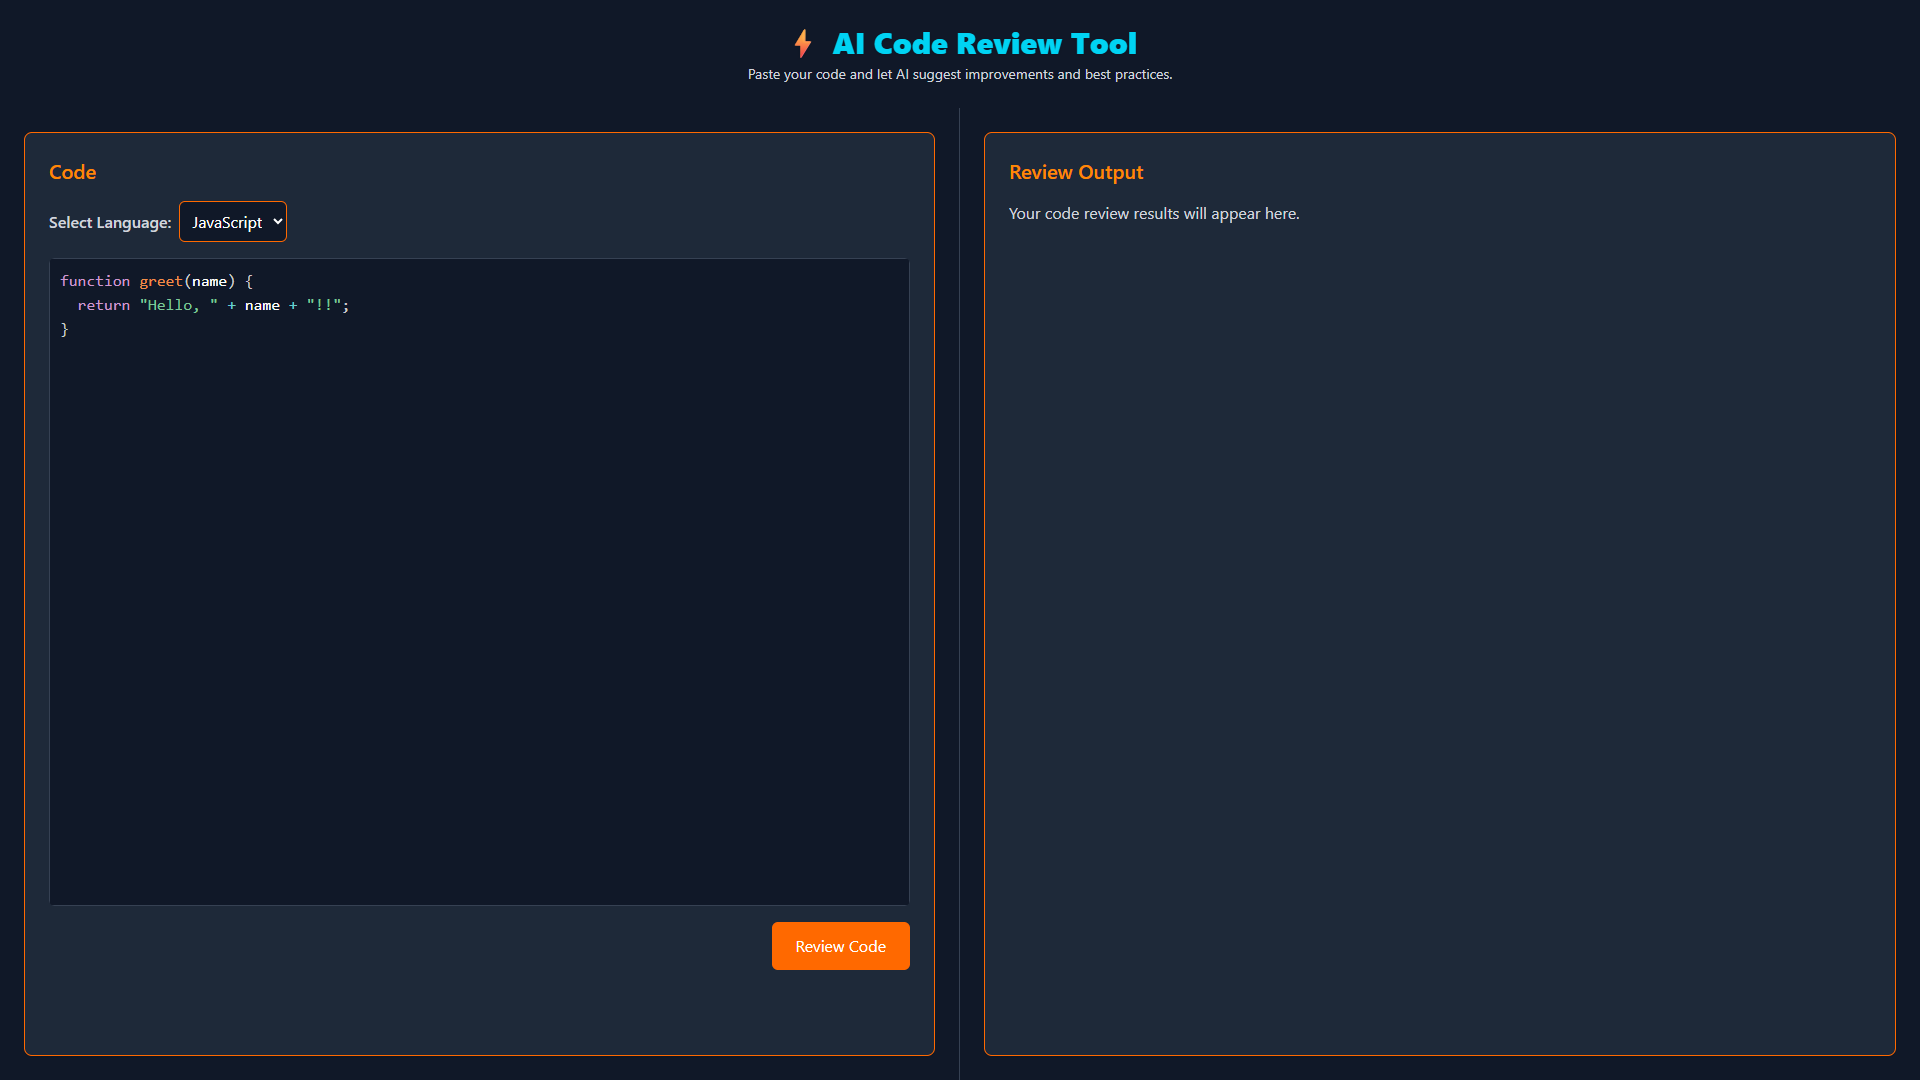 ⚡ AI Code Review Tool
Paste your code and let AI suggest improvements and best practices.
Code
Select Language: JavaScript
function greet(name) {
  return "Hello, " + name + "!!";
}
Review Code
Review Output
Your code review results will appear here.